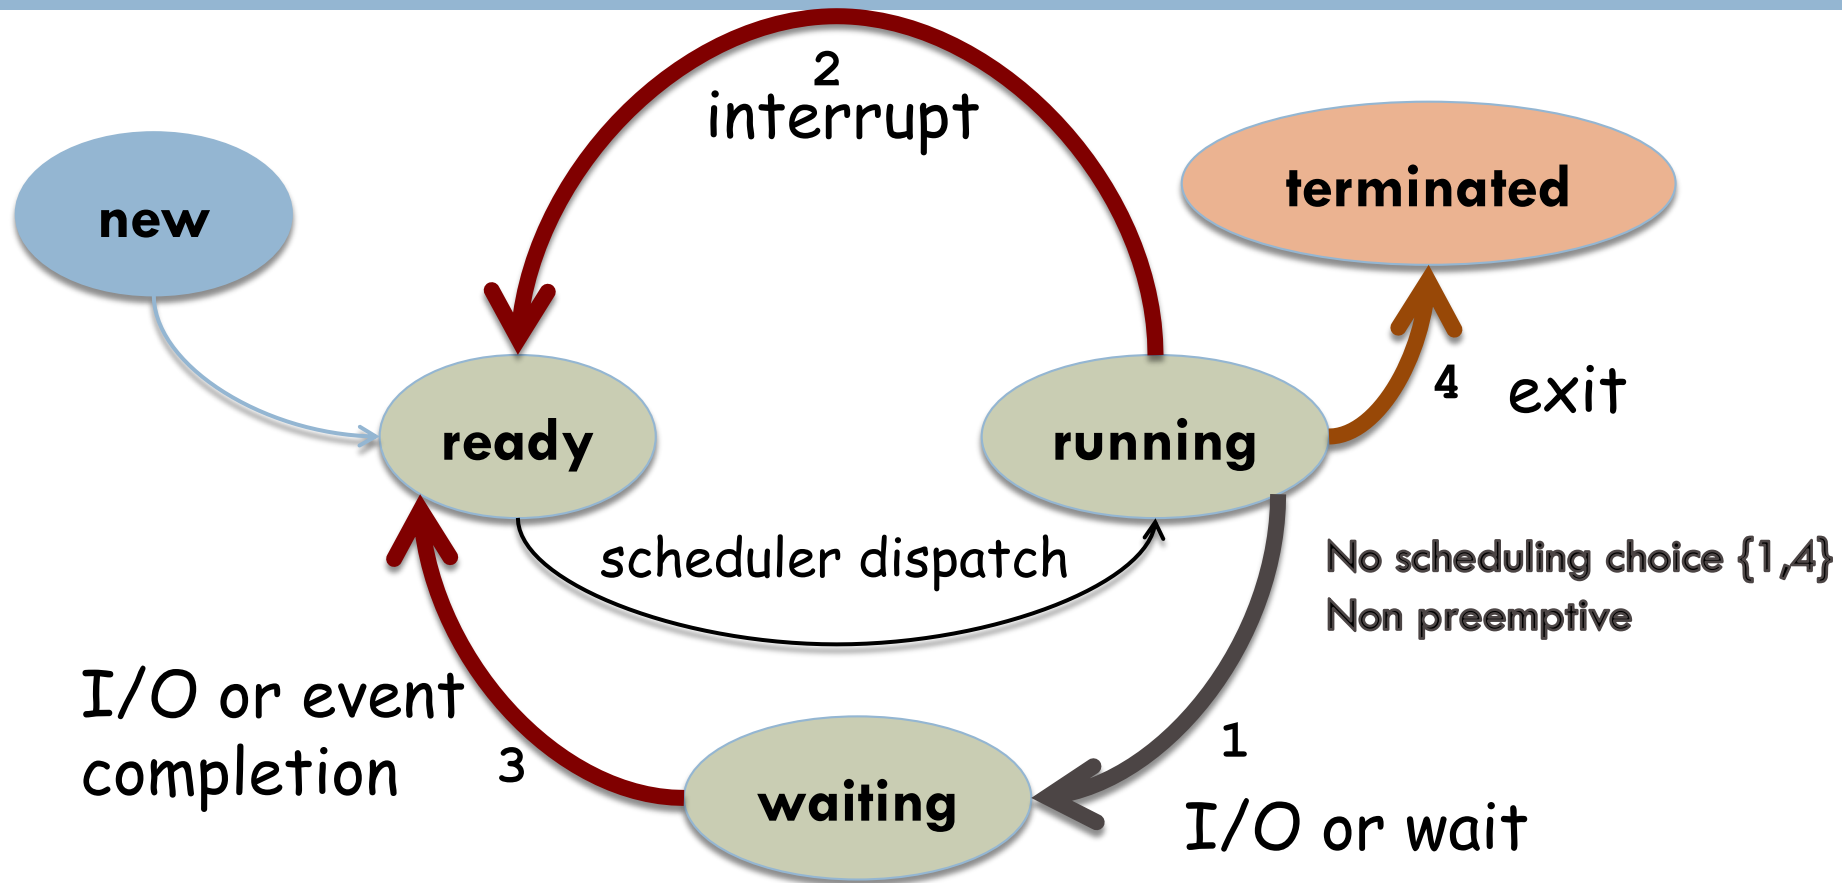 2
interrupt
new
terminated
ready
running
4 exit
scheduler dispatch
No scheduling choice {1,4}
Non preemptive
I/O or event
completion
3
waiting
1
I/O or wait